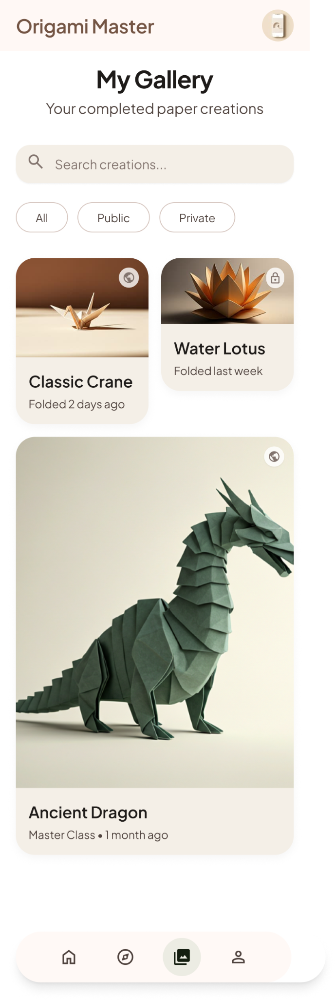 Origami Master
My Gallery
Your completed paper creations
Search creations...
All
Public
Private
Classic Crane
Folded 2 days ago
Water Lotus
Folded last week
Ancient Dragon
Master Class • 1 month ago